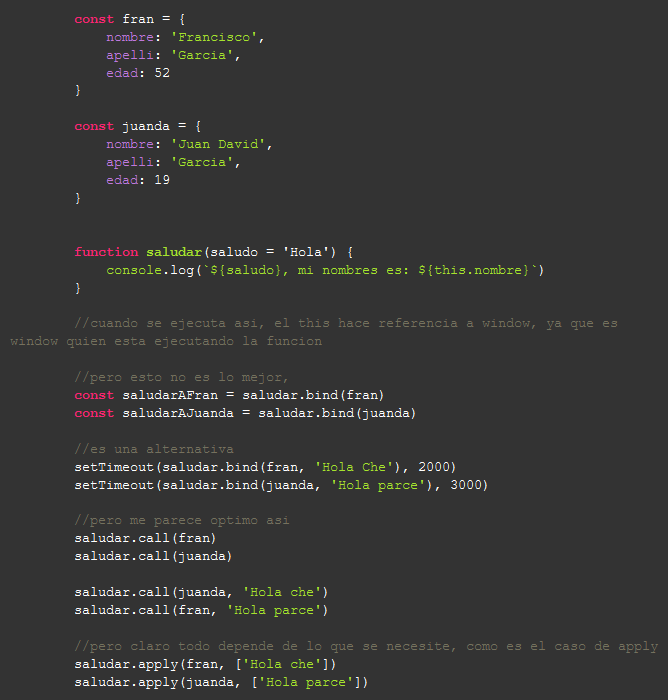 const fran = {
    nombre: 'Francisco',
    apelli: 'Garcia',
    edad: 52
}
const juanda = {
    nombre: 'Juan David',
    apelli: 'Garcia',
    edad: 19
}
function saludar(saludo = 'Hola') {
    console.log(`${saludo}, mi nombres es: ${this.nombre}`)
}
//cuando se ejecuta asi, el this hace referencia a window, ya que es
window quien esta ejecutando la funcion
//pero esto no es lo mejor,
const saludarAFran = saludar.bind(fran)
const saludarAJuanda = saludar.bind(juanda)
//es una alternativa
setTimeout(saludar.bind(fran, 'Hola Che'), 2000)
setTimeout(saludar.bind(juanda, 'Hola parce'), 3000)
//pero me parece optimo asi
saludar.call(fran)
saludar.call(juanda)
saludar.call(juanda, 'Hola che')
saludar.call(fran, 'Hola parce')
//pero claro todo depende de lo que se necesite, como es el caso de apply
saludar.apply(fran, ['Hola che'])
saludar.apply(juanda, ['Hola parce'])